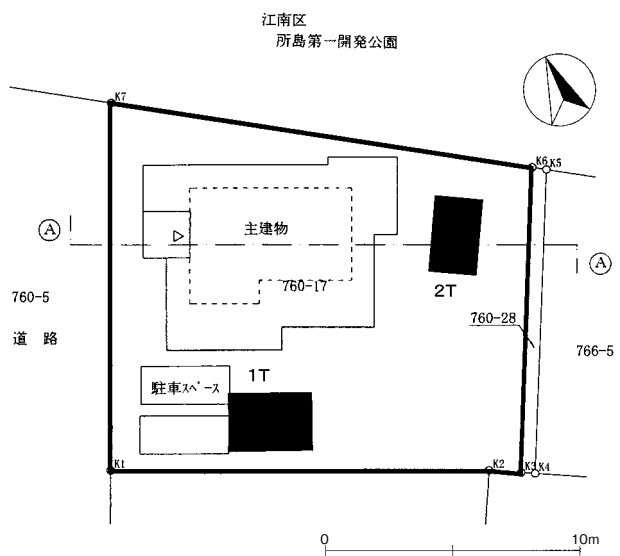 江南区
所島第一開発公園
K7
K6 K5
Ⓐ
主建物
Ⓐ
760-17
2T
760-5
760-28
道 路
766-5
1T
駐車スペース
K1
K2
K3 K4
0
10m